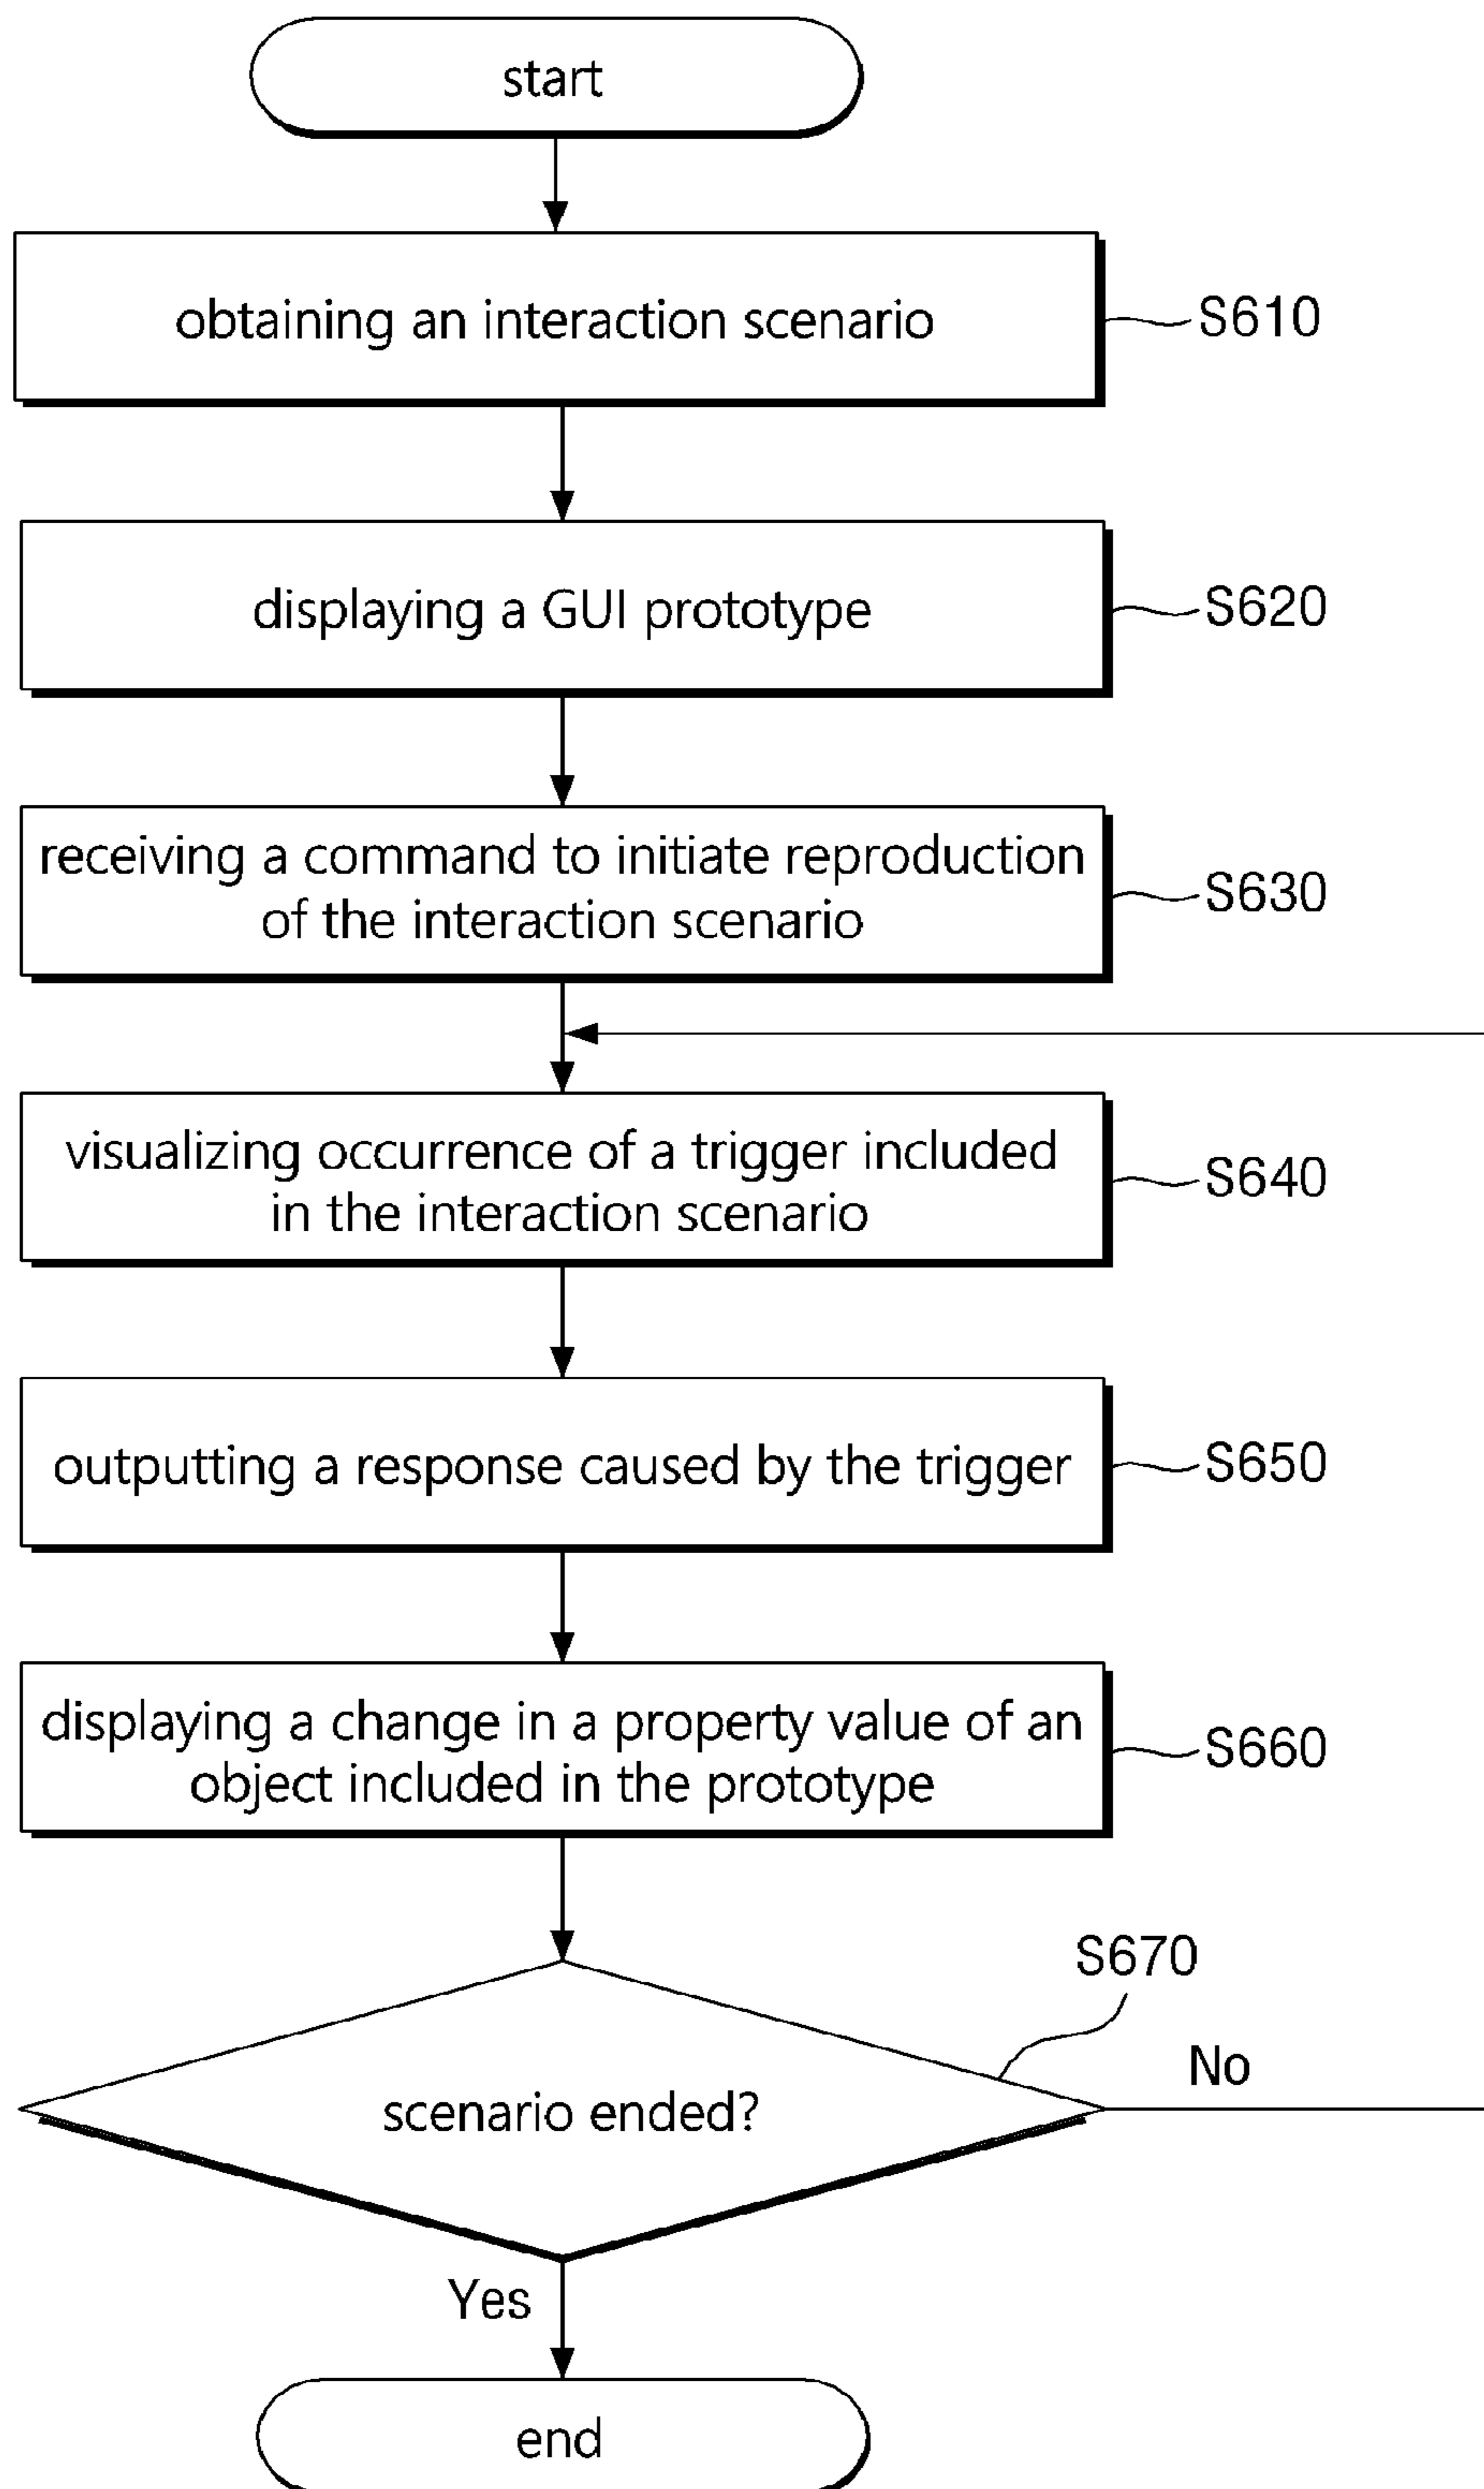 start
obtaining an interaction scenario
S610
displaying a GUI prototype
S620
receiving a command to initiate reproduction
of the interaction scenario
S630
visualizing occurrence of a trigger included
in the interaction scenario
S640
outputting a response caused by the trigger
S650
displaying a change in a property value of an
object included in the prototype
S660
S670
No
scenario ended?
Yes
end